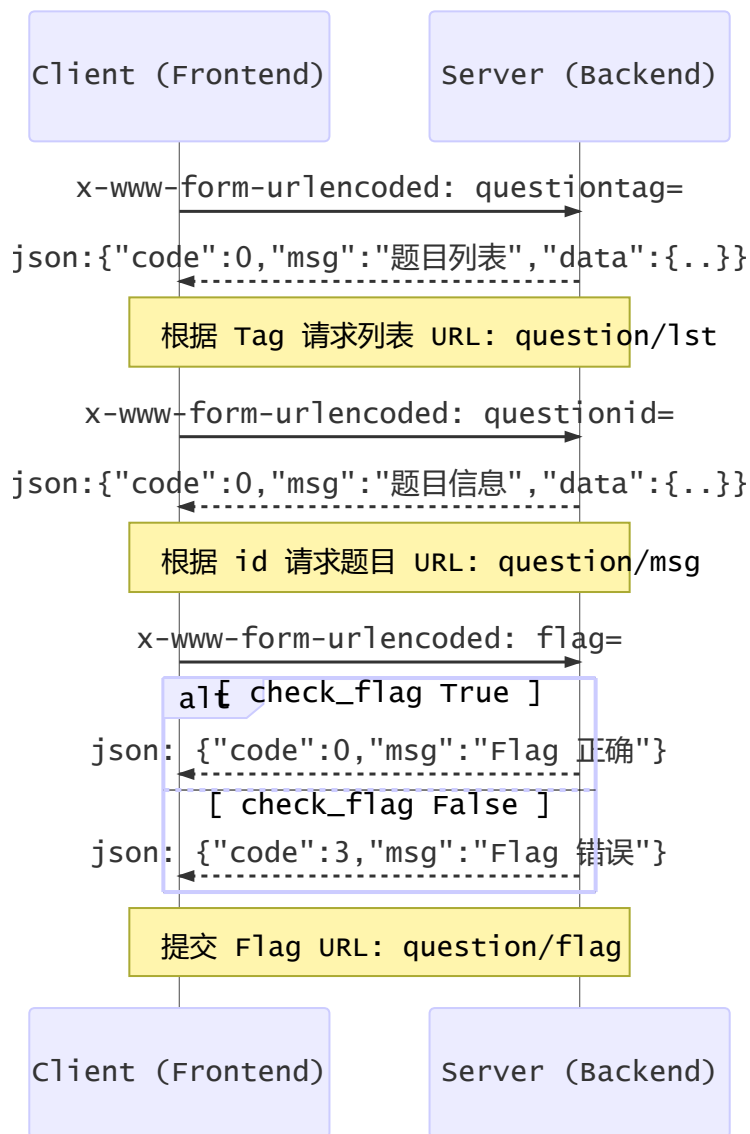 Client (Frontend)
Server (Backend)
x-www-form-urlencoded: questiontag=
json:{"code":0,"msg":"题目列表","data":{..}}
根据 Tag 请求列表 URL: question/lst
x-www-form-urlencoded: questionid=
json:{"code":0,"msg":"题目信息","data":{..}}
根据 id 请求题目 URL: question/msg
x-www-form-urlencoded: flag=
alt
[ check_flag True ]
json: {"code":0,"msg":"Flag 正确"}
[ check_flag False ]
json: {"code":3,"msg":"Flag 错误"}
提交 Flag URL: question/flag
Client (Frontend)
Server (Backend)